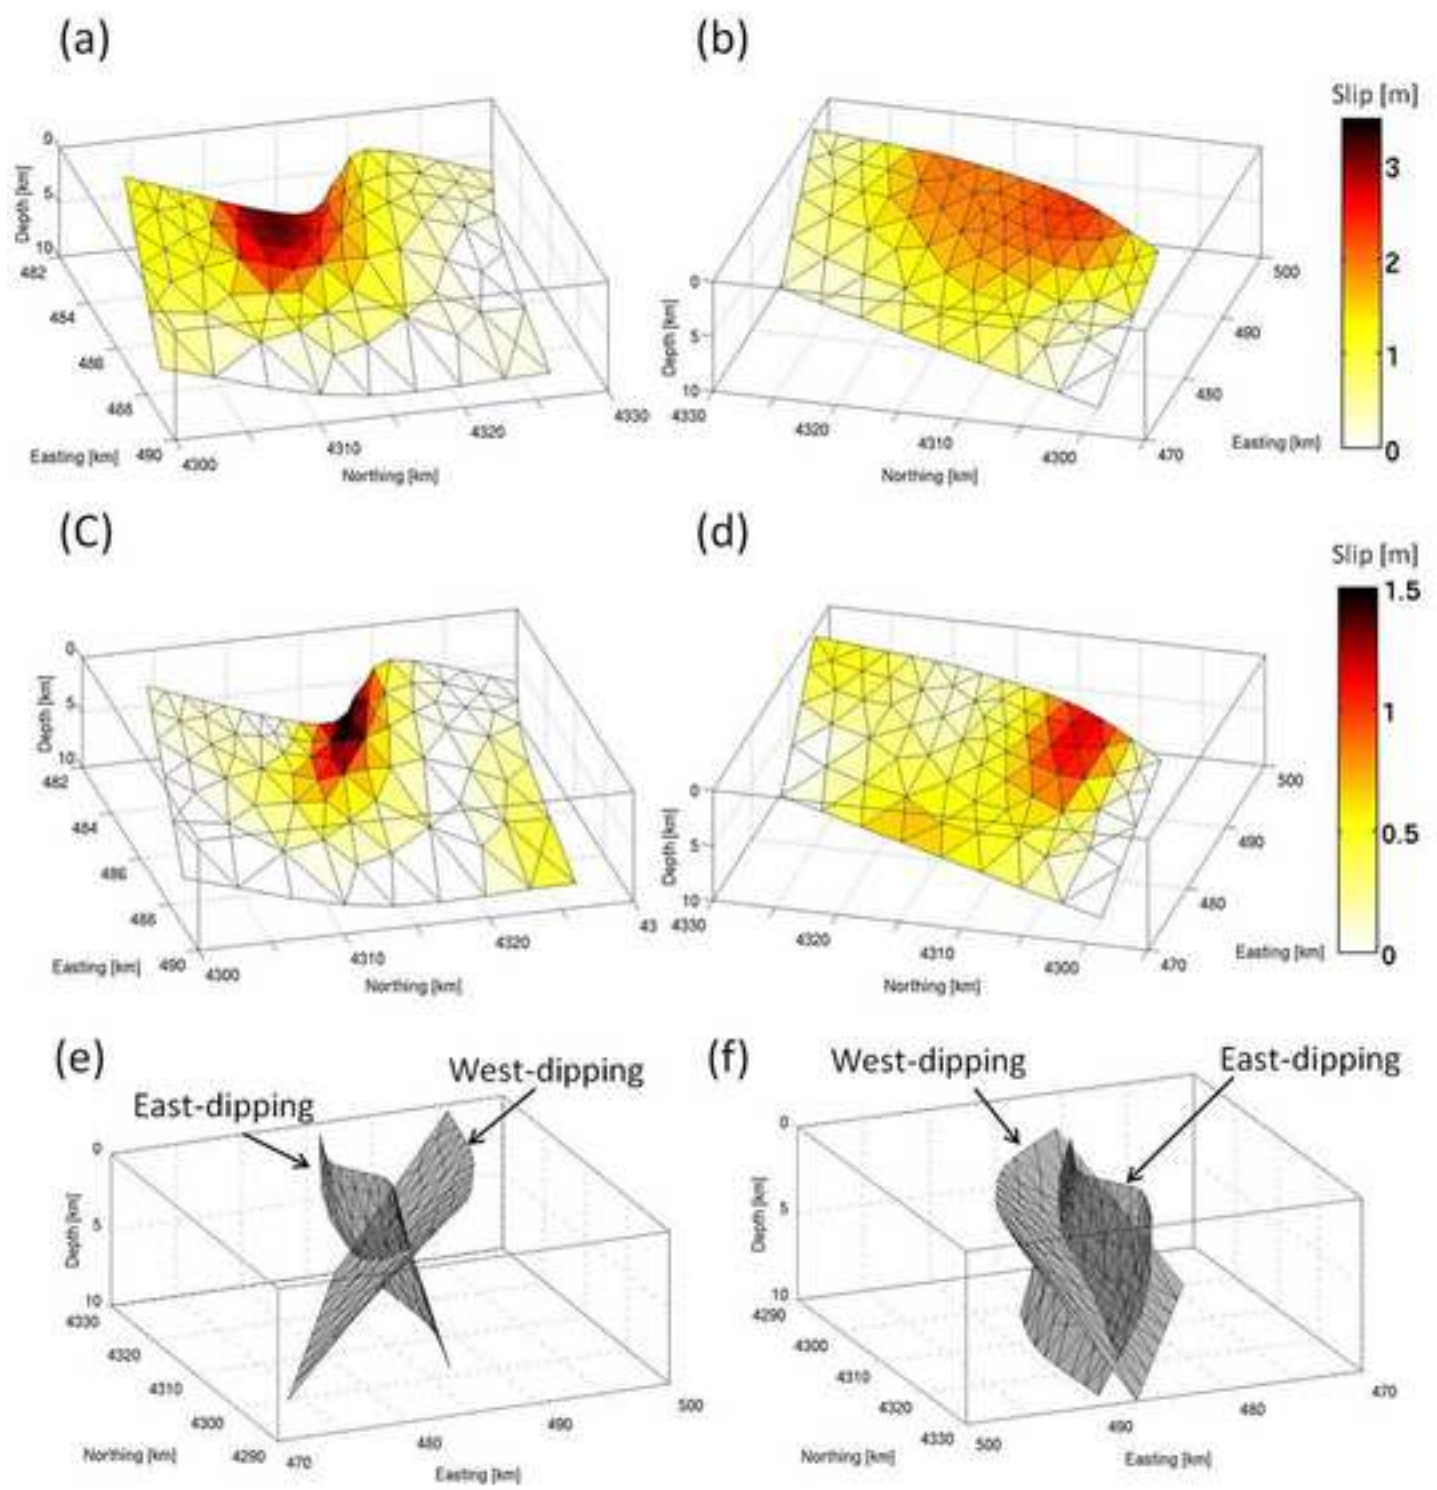 (a)
(b)
Slip [m]
0
5
10
Depth [km]
482
484
486
488
490
Easting [km]
4300
4310
4320
4330
Northing [km]
0
5
10
Depth [km]
4330
4320
4310
4300
Northing [km]
470
480
490
500
Easting [km]
3
2
1
0
(C)
(d)
Slip [m]
0
5
10
Depth [km]
482
484
486
488
490
Easting [km]
4300
4310
4320
43
Northing [km]
0
5
10
Depth [km]
4330
4320
4310
4300
Northing [km]
470
480
490
500
Easting [km]
1.5
1
0.5
0
(e)
East-dipping
West-dipping
0
5
10
Depth [km]
4330
4320
4310
4300
4290
Northing [km]
470
480
490
500
Easting [km]
(f)
West-dipping
East-dipping
0
5
10
Depth [km]
4290
4300
4310
4320
4330
Northing [km]
500
490
480
470
Easting [km]